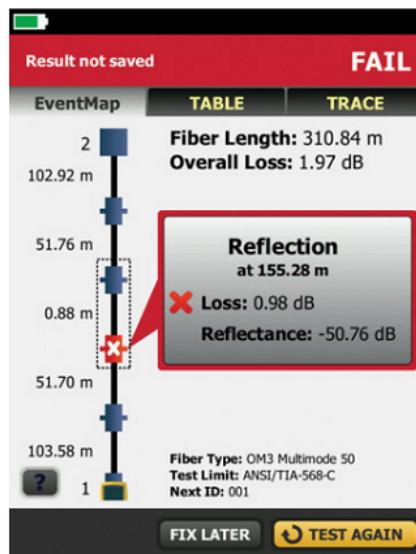 Result not saved
FAIL
EventMap
TABLE
TRACE
2
Fiber Length: 310.84 m
Overall Loss: 1.97 dB
102.92 m
51.76 m
Reflection
at 155.28 m
Loss: 0.98 dB
0.88 m
Reflectance: -50.76 dB
51.70 m
103.58 m
Fiber Type: OM3 Multimode 50
Test Limit: ANSI/TIA-568-C
Next ID: 001
?
1
FIX LATER
TEST AGAIN